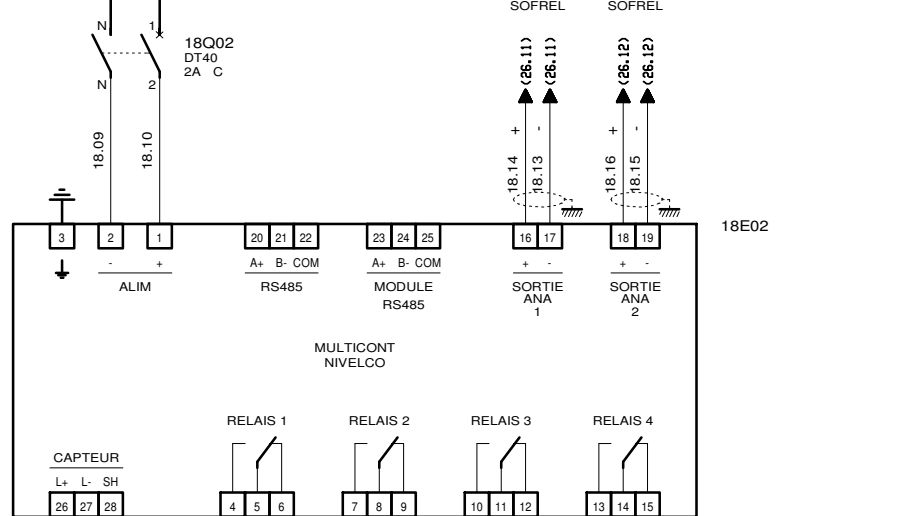 SOFREL SOFREL
N 1
18Q02
DT40
2A C
N 2
(26.11) (26.11) (26.12) (26.12)
+ - + -
18.09 18.10 18.14 18.13 18.16 18.15
18E02
3 2 1 20 21 22 23 24 25 16 17 18 19
- + A+ B- COM A+ B- COM + - + -
ALIM RS485 MODULE SORTIE SORTIE
RS485 ANA ANA
1 2
MULTICONT
NIVELCO
RELAIS 1 RELAIS 2 RELAIS 3 RELAIS 4
CAPTEUR
L+ L- SH
26 27 28 4 5 6 7 8 9 10 11 12 13 14 15